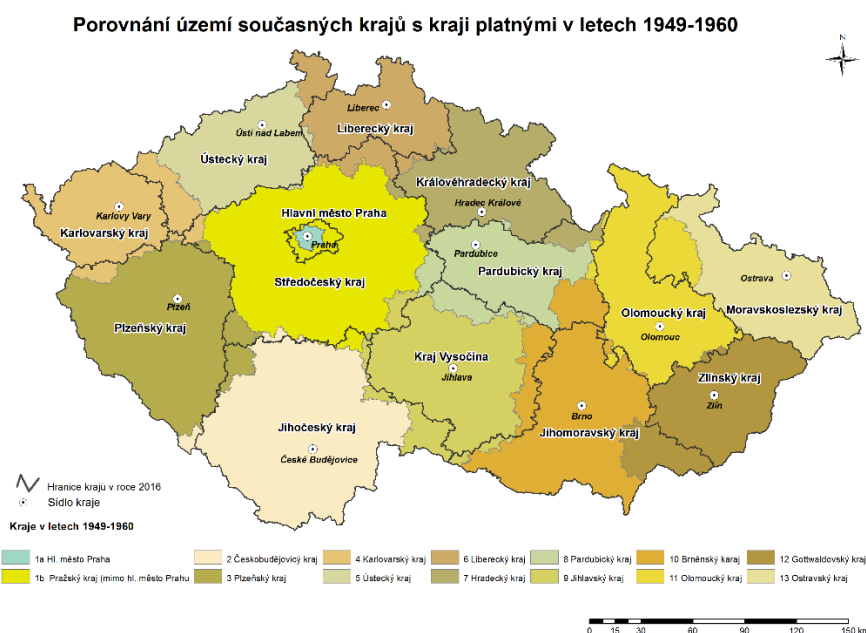 Porovnání území současných krajů s kraji platnými v letech 1949-1960
N
Liberec
Liberecký kraj
Ústí nad Labem
Ústecký kraj
Královéhradecký kraj
Hradec Králové
Karlovy Vary
Karlovarský kraj
Hlavní město Praha
Praha
Pardubice
Pardubický kraj
Středočeský kraj
Ostrava
Moravskoslezský kraj
Plzeň
Plzeňský kraj
Olomoucký kraj
Olomouc
Kraj Vysočina
Jihlava
Zlínský kraj
Zlín
Brno
Jihomoravský kraj
Jihočeský kraj
České Budějovice
Hranice krajů v roce 2016
Sídlo kraje
Kraje v letech 1949-1960
1a Hl. město Praha
1b Pražský kraj (mimo hl. město Prahu
2 Českobudějovicý kraj
3 Plzeňský kraj
4 Karlovarský kraj
5 Ústecký kraj
6 Liberecký kraj
7 Hradecký kraj
8 Pardubický kraj
9 Jihlavský kraj
10 Brněnský karaj
11 Olomoucký kraj
12 Gottwaldovský kraj
13 Ostravský kraj
0 15 30 60 90 120 150 km